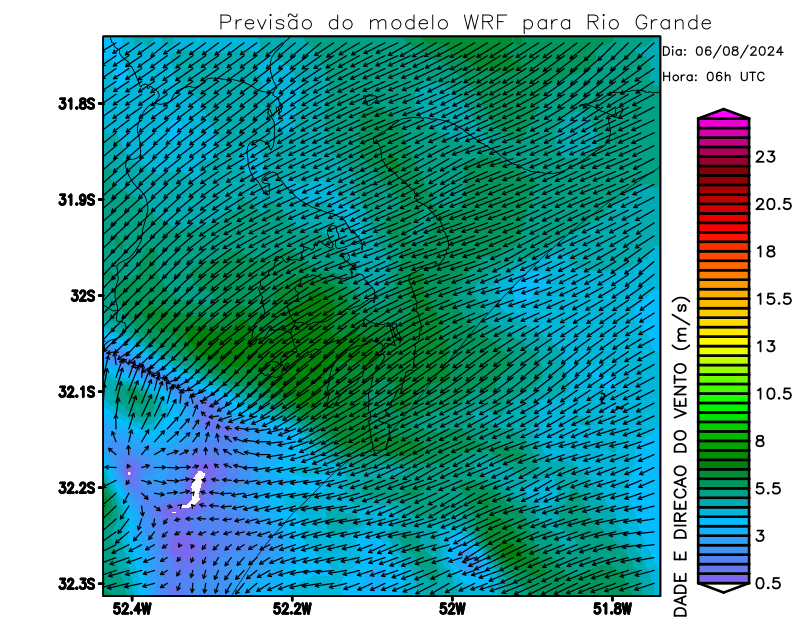 Previsão do modelo WRF para Rio Grande
Dia: 06/08/2024
Hora: 06h UTC
31.8S
31.9S
32S
32.1S
32.2S
32.3S
52.4W
52.2W
52W
51.8W
23
20.5
18
15.5
13
10.5
8
5.5
3
0.5
DADE E DIRECAO DO VENTO (m/s)